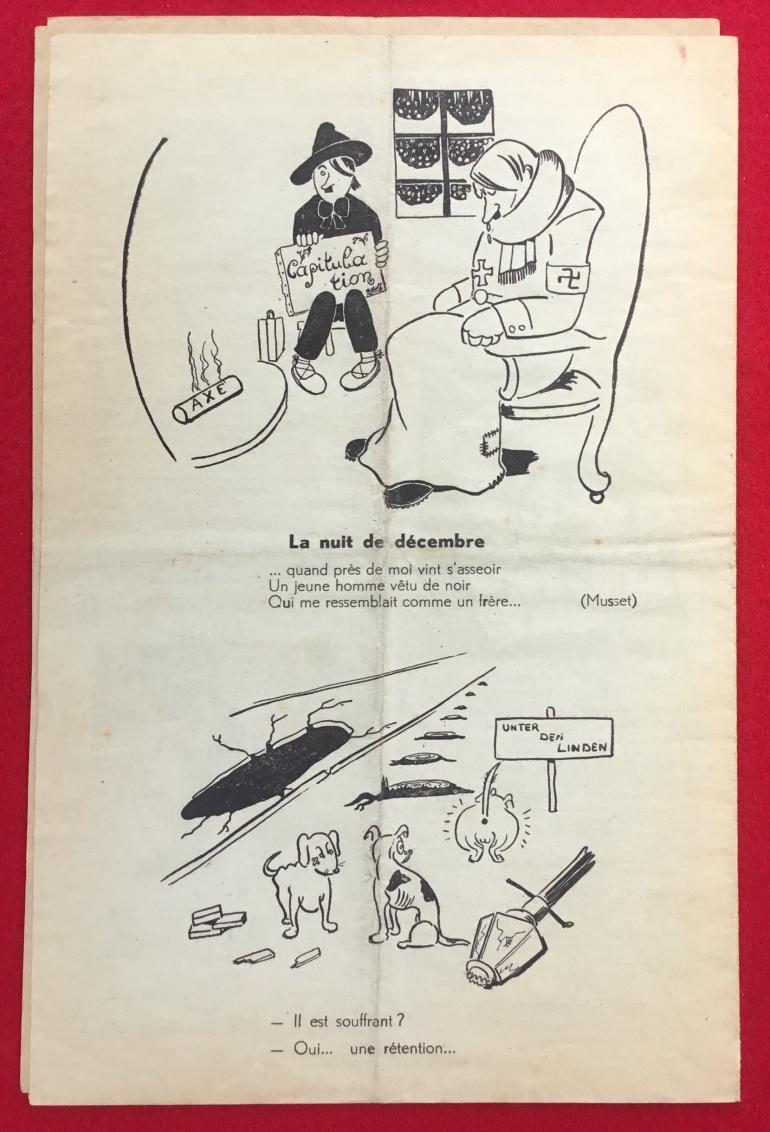 Capitula
tion
AXE
La nuit de décembre
... quand près de moi vint s'asseoir
Un jeune homme vêtu de noir
Qui me ressemblait comme un frère... (Musset)
UNTER
DEN
LINDEN
— Il est souffrant ?
— Oui... une rétention...